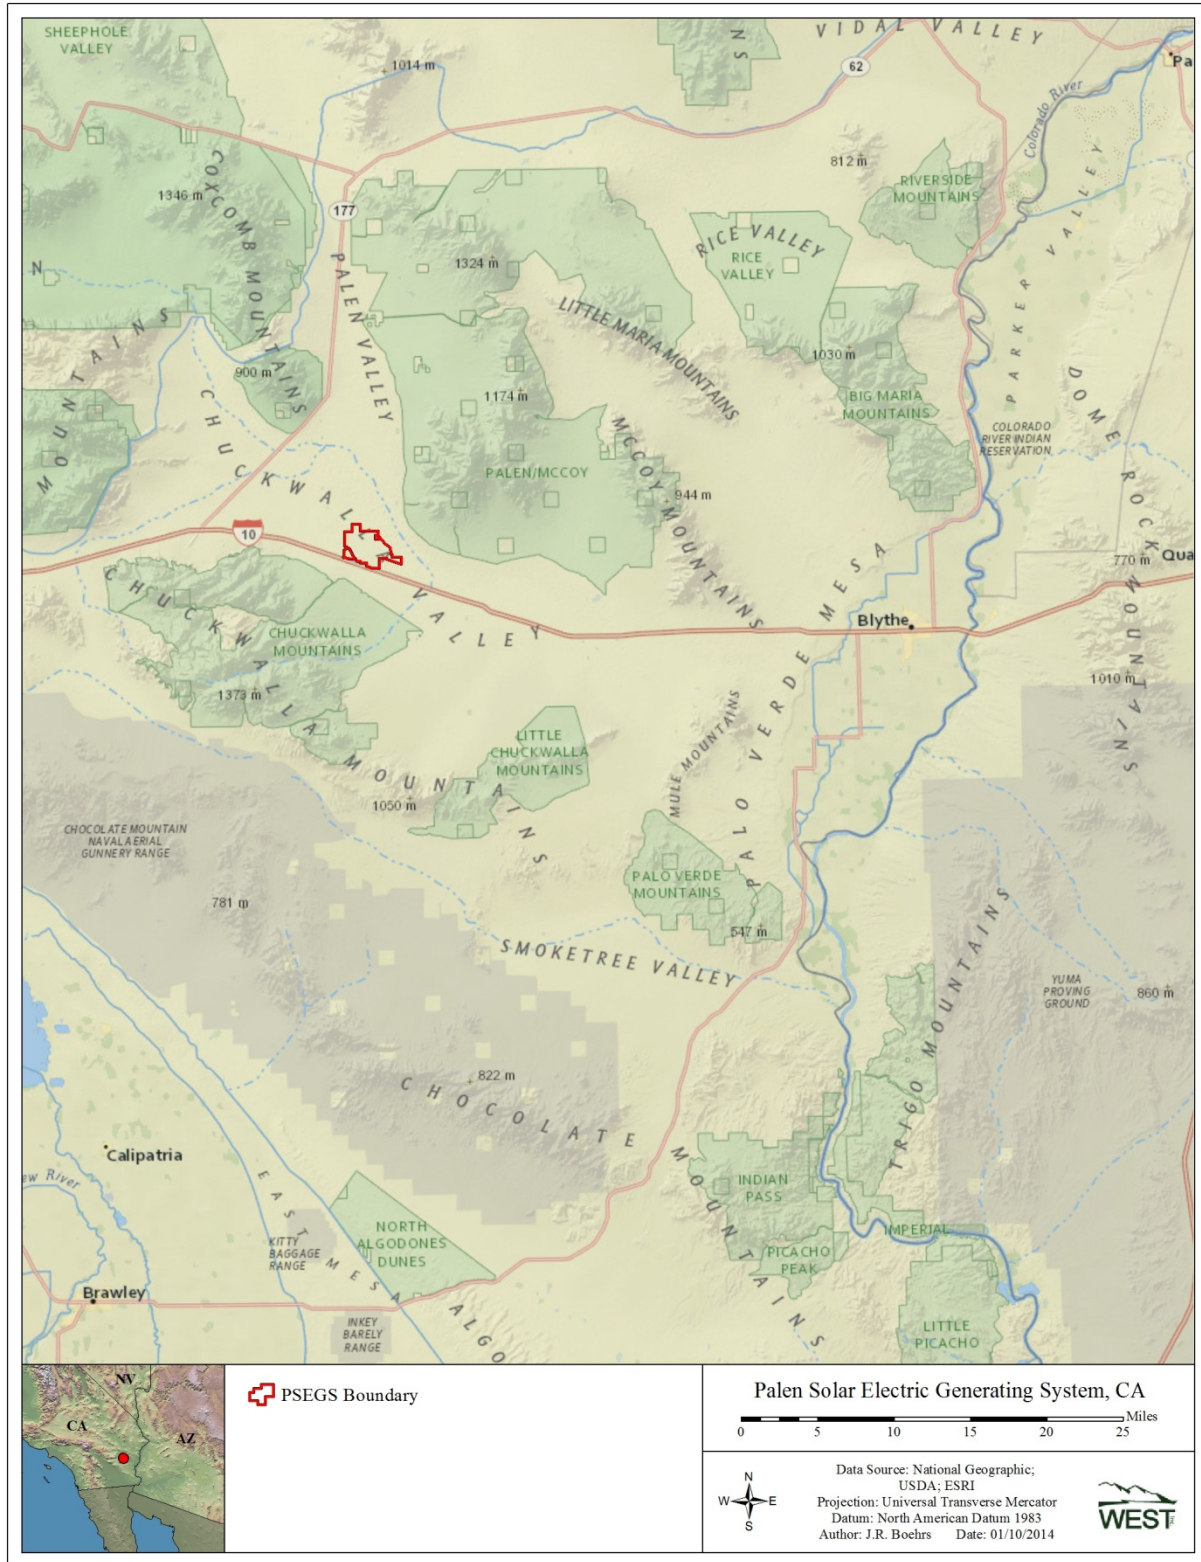 SHEEPHOLE
VALLEY
NS
VIDAL VALLEY
1014 m
62
Pa
Colorado River
812 m
COXCOMB MOUNTAINS
1346 m
RIVERSIDE
MOUNTAINS
177
PALEN VALLEY
RICE VALLEY
RICE
VALLEY
1324 m
N
PARKER VALLEY
LITTLE MARIA MOUNTAINS
MOUNTAINS
1030 m
900 m
DOME ROCK MOUNTAINS
CHUCKWALLA VALLEY
1174 m
BIG MARIA
MOUNTAINS
MCCOY MOUNTAINS
COLORADO
RIVER INDIAN
RESERVATION
PALEN/MCCOY
944 m
10
770 m
Qua
PALO VERDE MESA
CHUCKWALLA MOUNTAINS
CHUCKWALLA
MOUNTAINS
Blythe
1373 m
1010 m
MULE MOUNTAINS
LITTLE
CHUCKWALLA
MOUNTAINS
1050 m
CHOCOLATE MOUNTAIN
NAVAL AERIAL
GUNNERY RANGE
PALO VERDE
MOUNTAINS
781 m
547 m
SMOKETREE VALLEY
TRIGO MOUNTAINS
YUMA
PROVING
GROUND
860 m
822 m
CHOCOLATE MOUNTAINS
Calipatria
ew River
INDIAN
PASS
EAST MESA
NORTH
ALGODONES
DUNES
IMPERIAL
KITTY
BAGGAGE
RANGE
PICACHO
PEAK
Brawley
ALGO
INKEY
BARELY
RANGE
LITTLE
PICACHO
NV
CA
AZ
PSEGS Boundary
Palen Solar Electric Generating System, CA
Miles
0 5 10 15 20 25
N
W E
S
Data Source: National Geographic;
USDA; ESRI
Projection: Universal Transverse Mercator
Datum: North American Datum 1983
Author: J.R. Boehrs Date: 01/10/2014
WEST